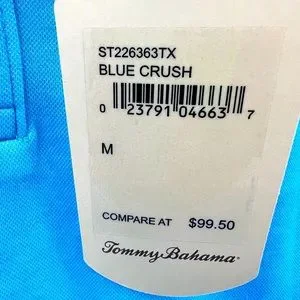 ST226363TX
BLUE CRUSH
0 23791 04663 7
M
COMPARE AT $99.50
Tommy Bahama